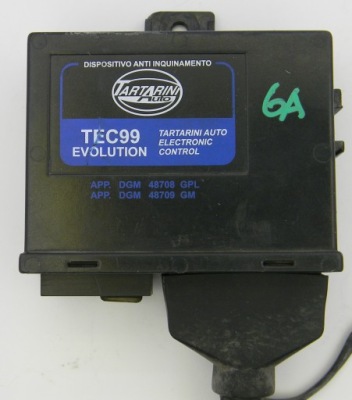 DISPOSITIVO ANTI INQUINAMENTO
TARTARINI
AUTO
6A
TEC99 EVOLUTION
TARTARINI AUTO
ELECTRONIC
CONTROL
APP. DGM 48708 GPL
APP. DGM 48709 GM